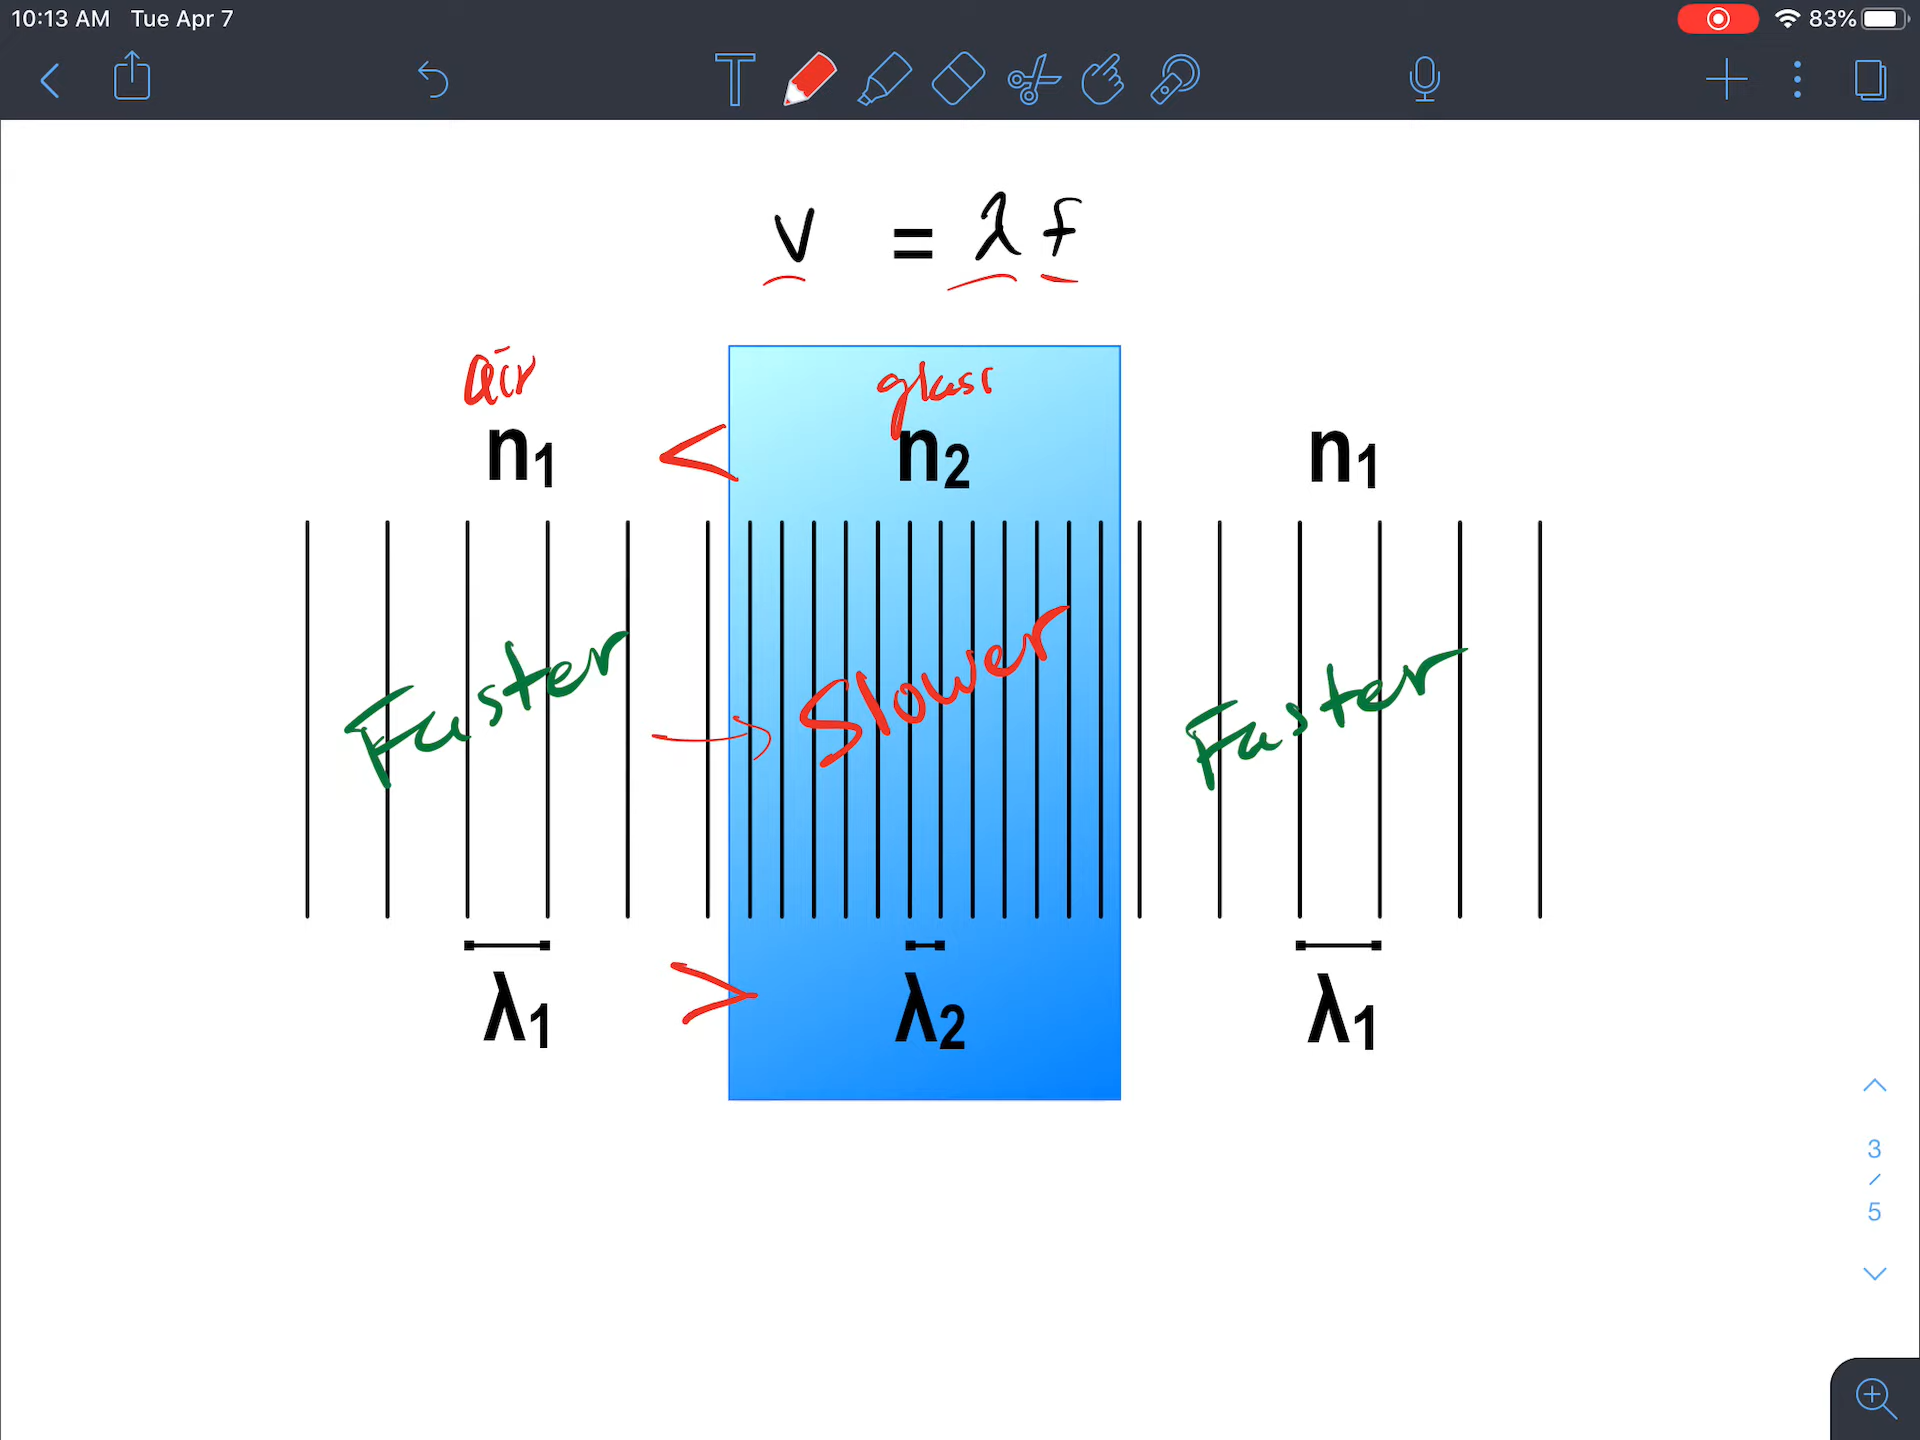 10:13 AM Tue Apr 7 83%
v = λ f
air glass
n₁ < n₂ n₁
Faster → Slower Faster
λ₁ > λ₂ λ₁
3
/
5